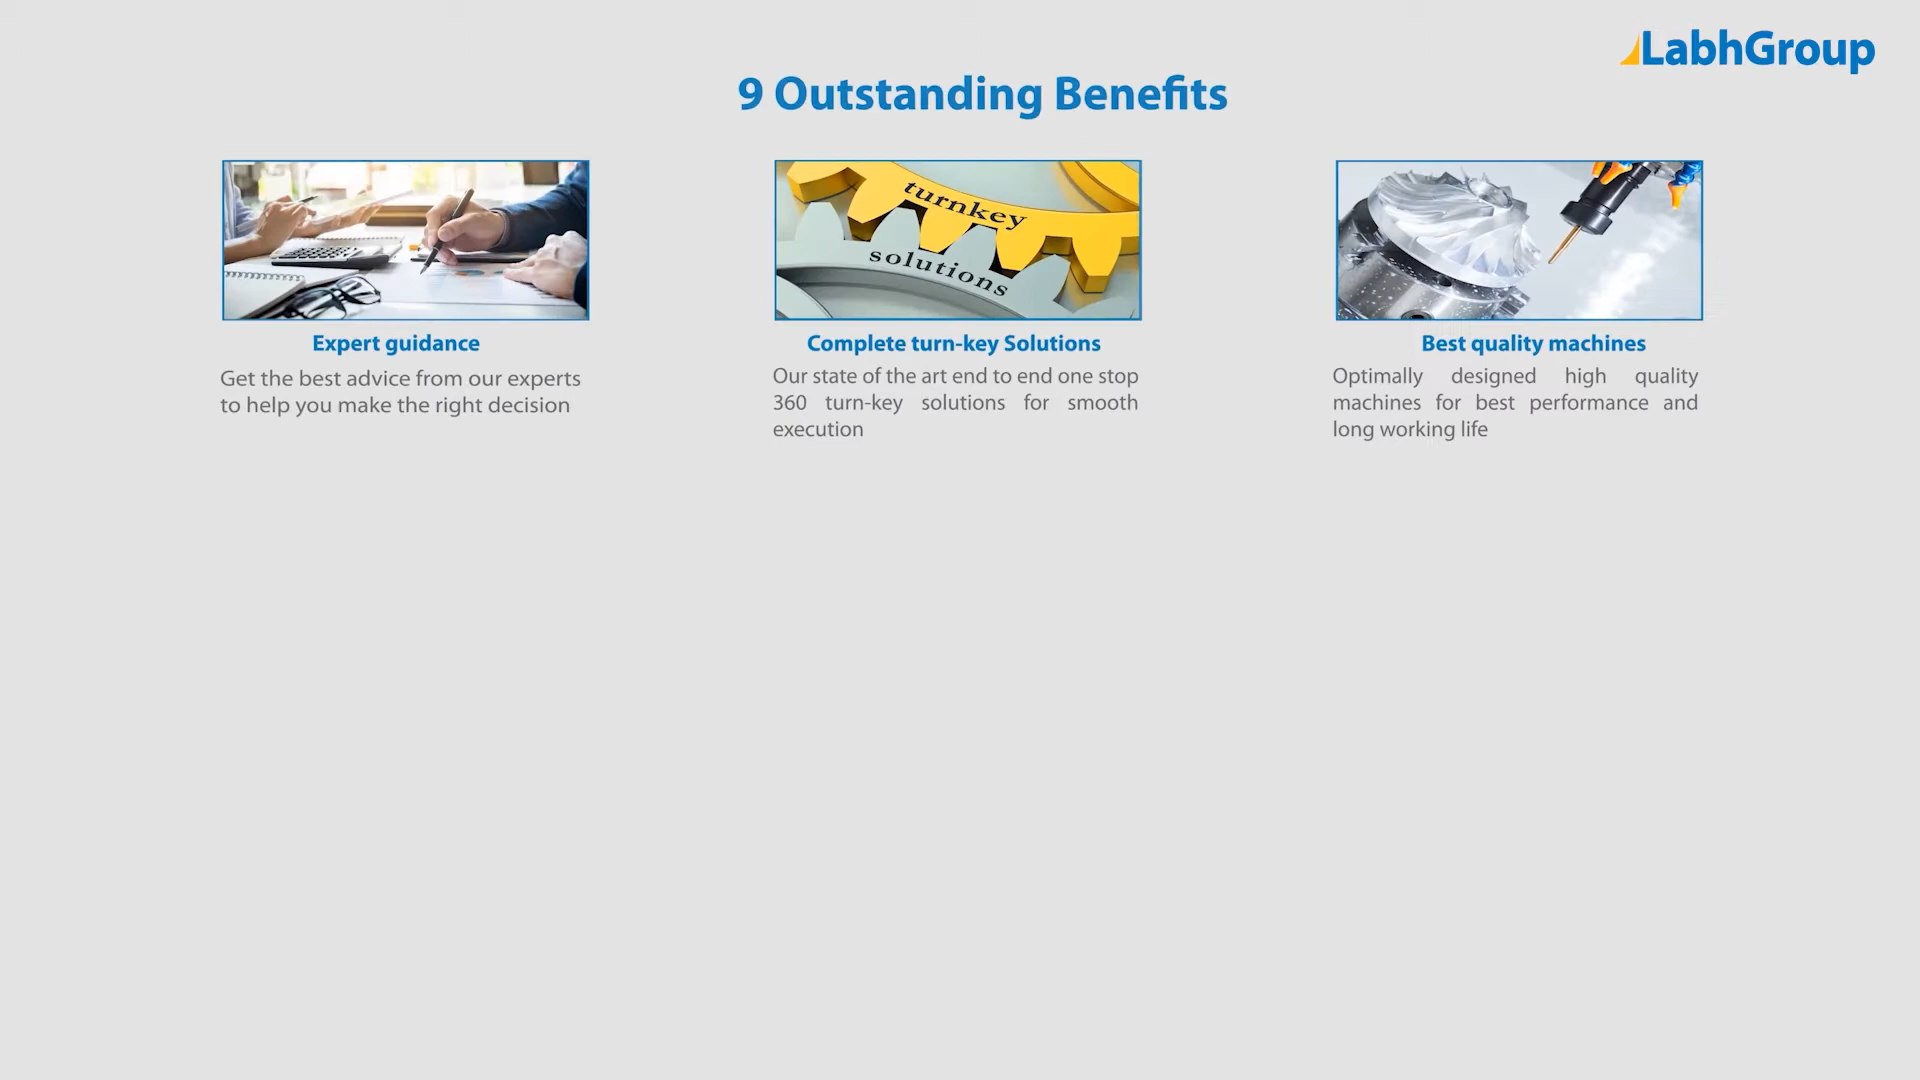 LabhGroup
9 Outstanding Benefits
turnkey
solutions
Expert guidance
Get the best advice from our experts
to help you make the right decision
Complete turn-key Solutions
Our state of the art end to end one stop
360 turn-key solutions for smooth
execution
Best quality machines
Optimally designed high quality
machines for best performance and
long working life